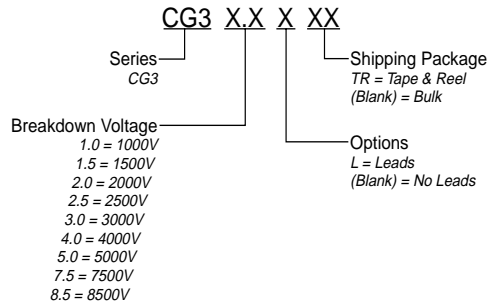 CG3 X.X X XX
Series
CG3
Shipping Package
TR = Tape & Reel
(Blank) = Bulk
Breakdown Voltage
1.0 = 1000V
1.5 = 1500V
2.0 = 2000V
2.5 = 2500V
3.0 = 3000V
4.0 = 4000V
5.0 = 5000V
7.5 = 7500V
8.5 = 8500V
Options
L = Leads
(Blank) = No Leads